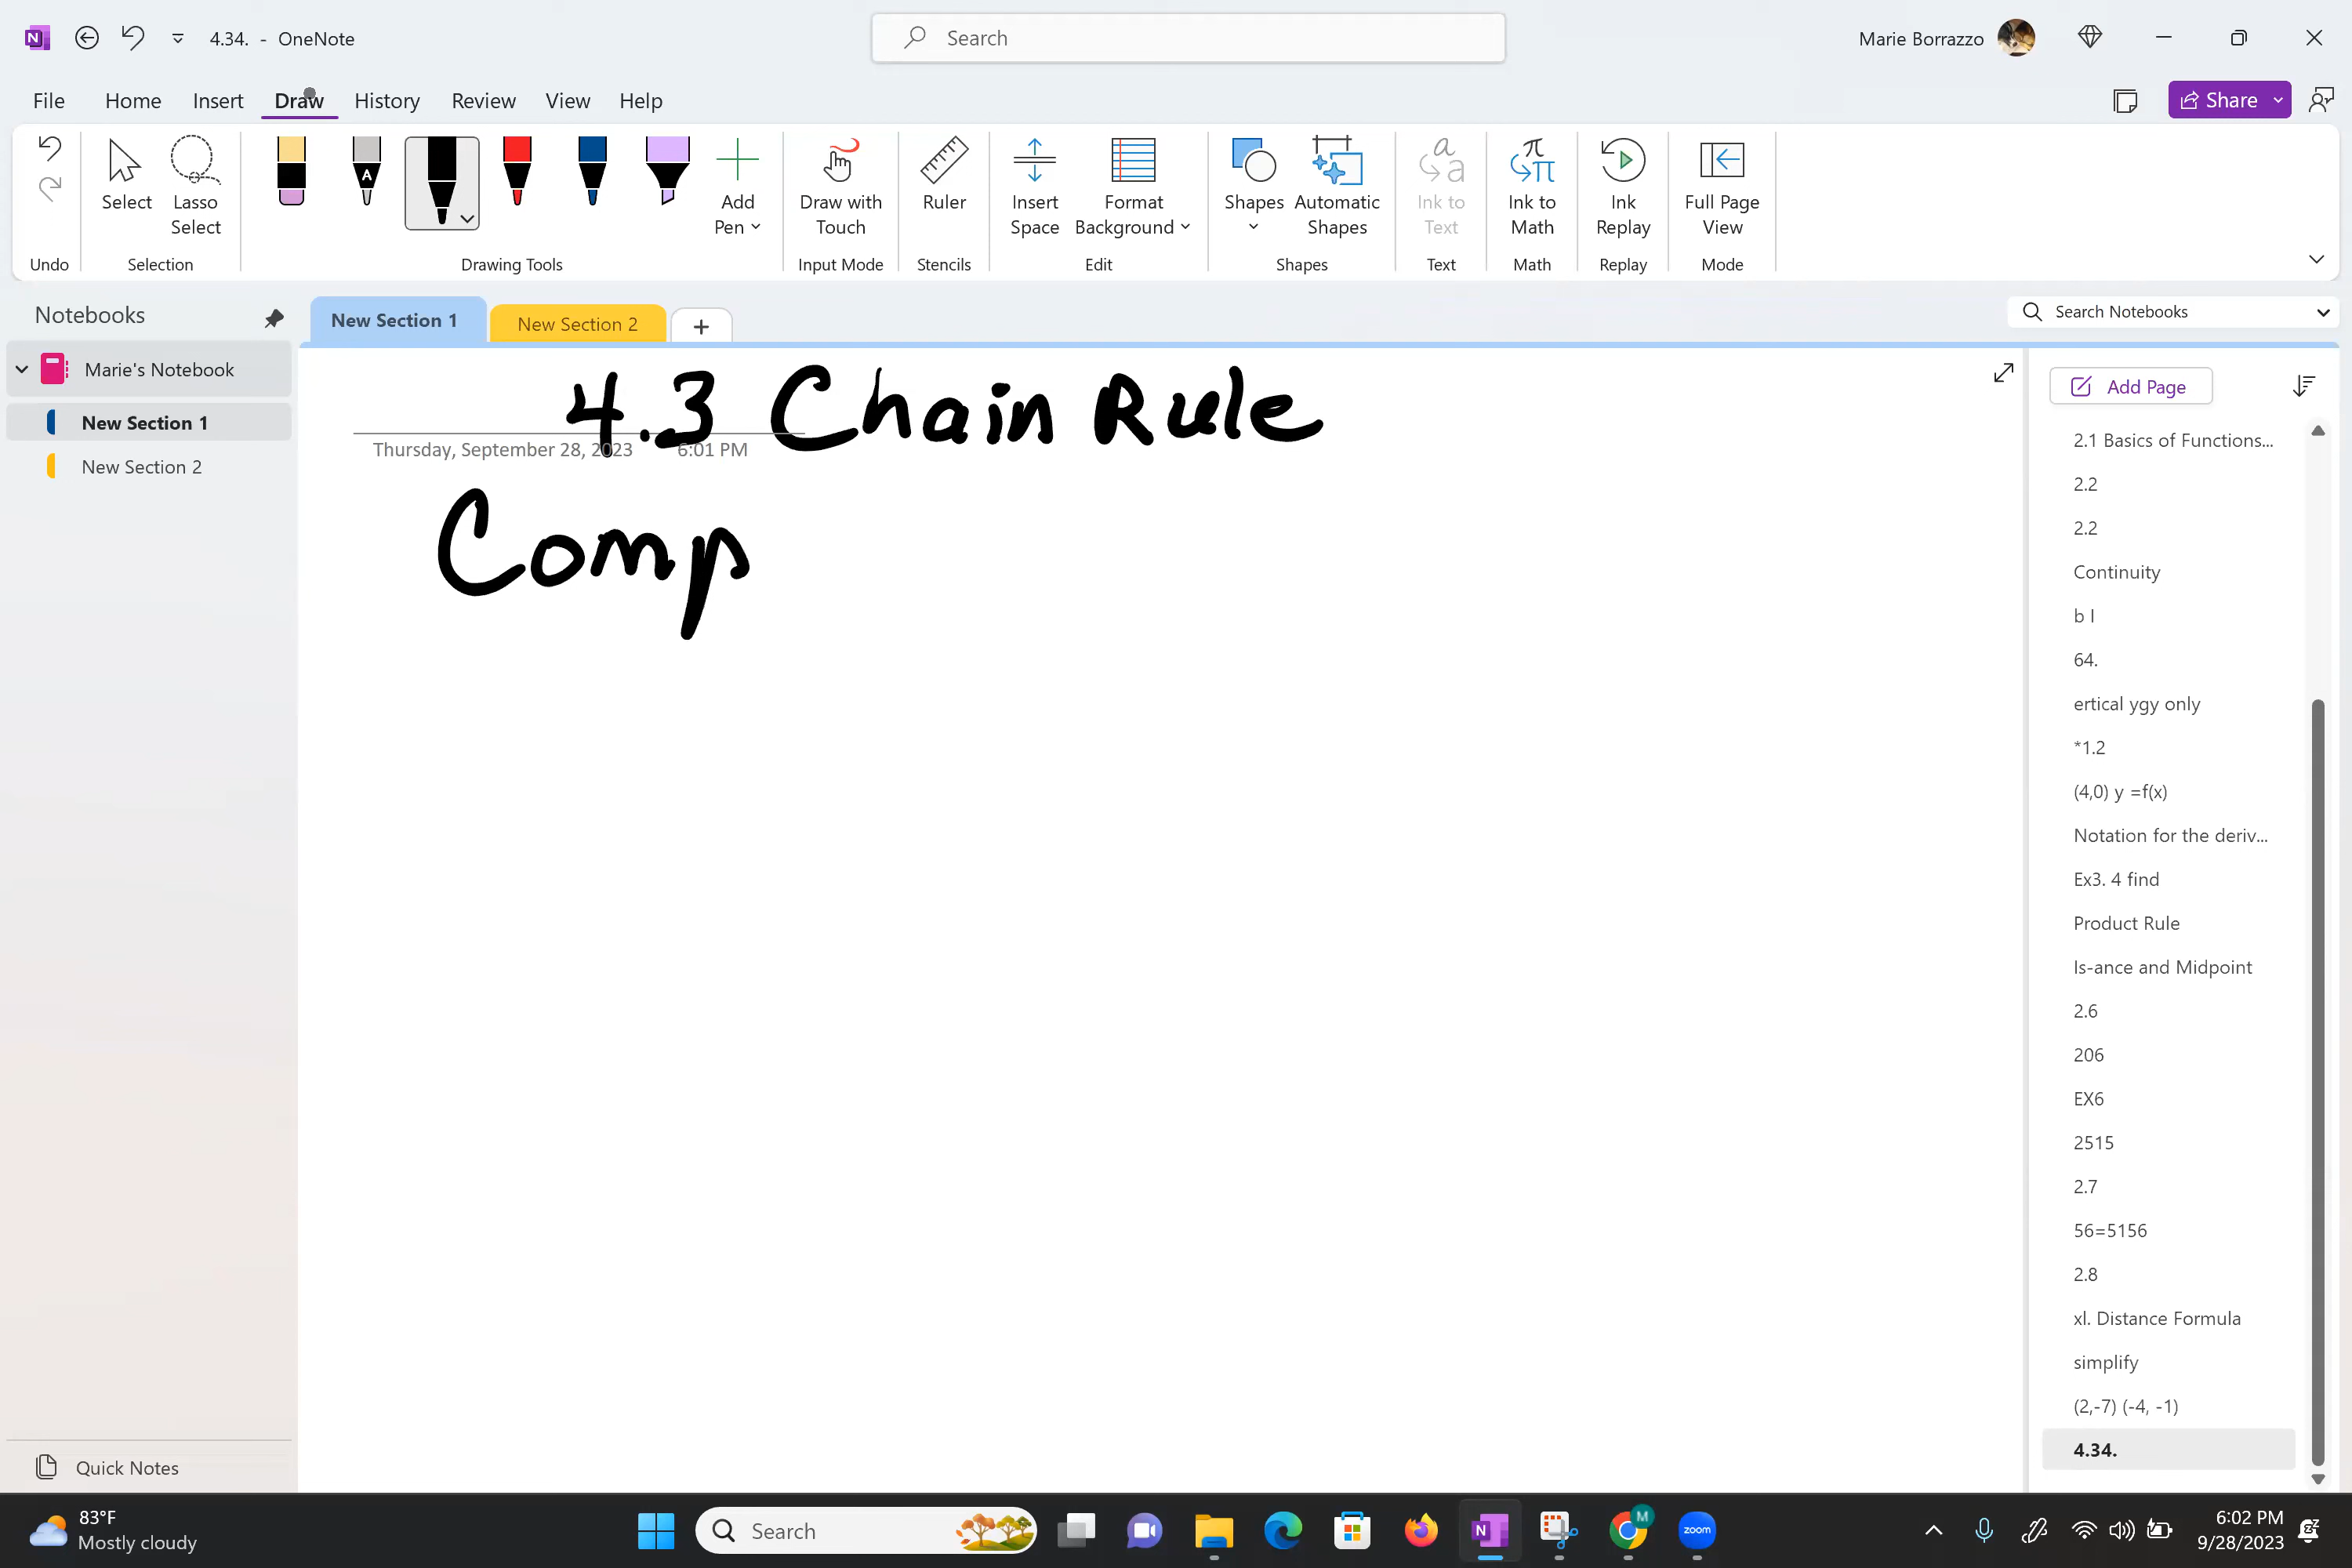 4.34. - OneNote
Search
Marie Borrazzo
File Home Insert Draw History Review View Help
Share
Select
Lasso Select
A
Add Pen
Draw with Touch
Ruler
Insert Space
Format Background
Shapes
Automatic Shapes
Ink to Text
Ink to Math
Ink Replay
Full Page View
Undo Selection Drawing Tools Input Mode Stencils Edit Shapes Text Math Replay Mode
Notebooks
New Section 1
New Section 2
+
Search Notebooks
Marie's Notebook
New Section 1
New Section 2
Quick Notes
4.3 Chain Rule
Thursday, September 28, 2023 6:01 PM
Comp
Add Page
2.1 Basics of Functions...
2.2
2.2
Continuity
b I
64.
ertical ygy only
*1.2
(4,0) y =f(x)
Notation for the deriv...
Ex3. 4 find
Product Rule
Is-ance and Midpoint
2.6
206
EX6
2515
2.7
56=5156
2.8
xl. Distance Formula
simplify
(2,-7) (-4, -1)
4.34.
83°F
Mostly cloudy
Search
N
M
zoom
6:02 PM
9/28/2023